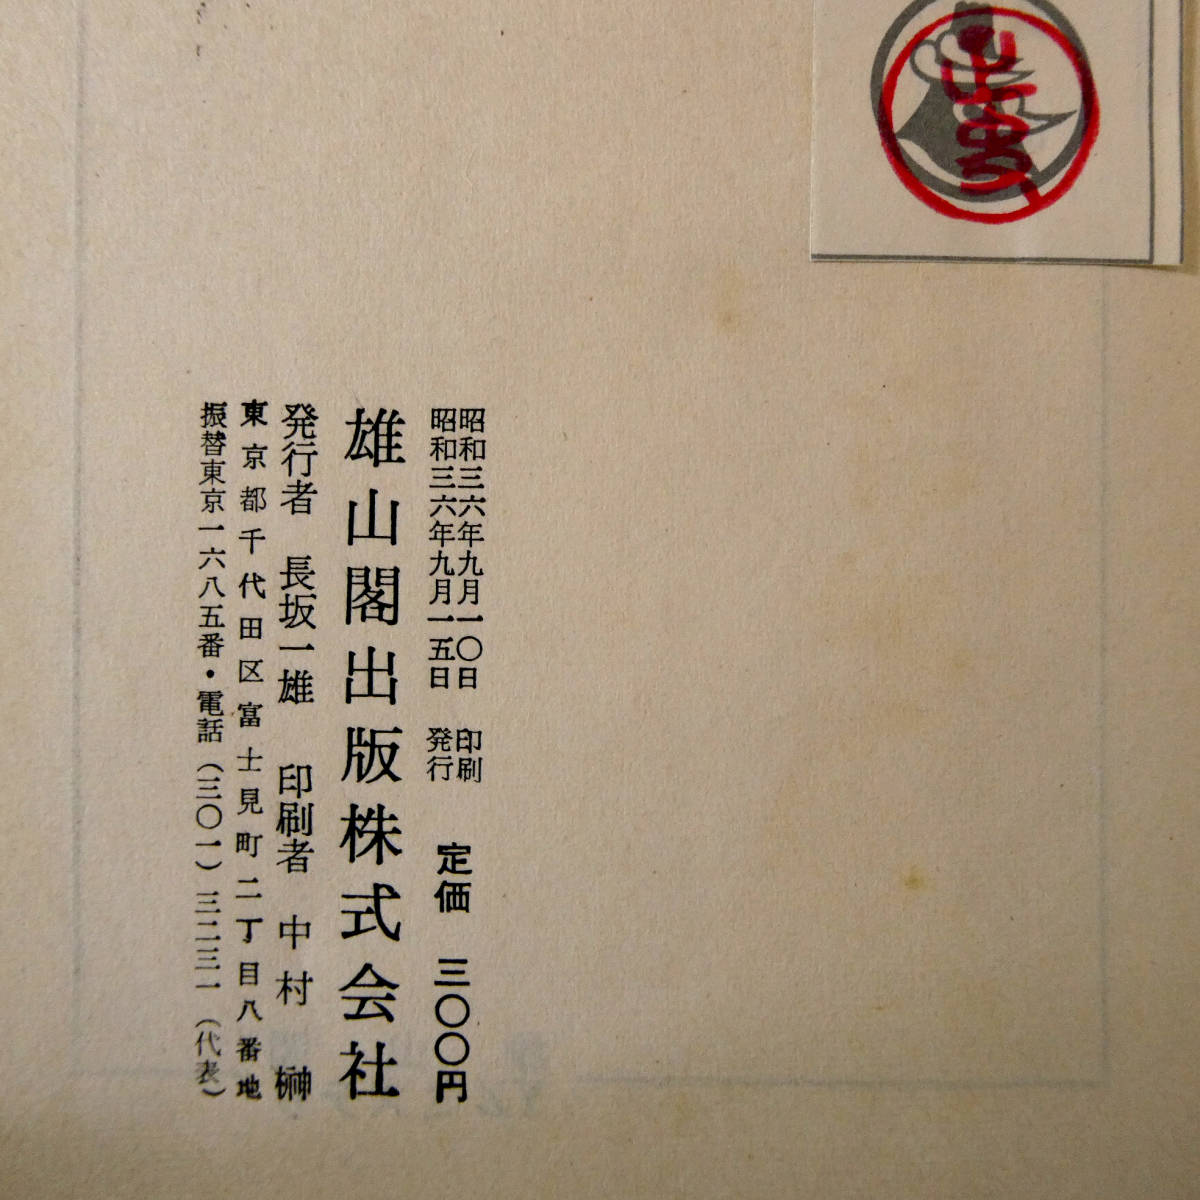 昭和三六年九月一〇日 印刷
昭和三六年九月一五日 発行
定価 三〇〇円
雄山閣出版株式会社
発行者 長坂一雄 印刷者 中村 榊
東京都千代田区富士見町二丁目八番地
振替東京一六八五番・電話(三〇一)三二三一(代表)